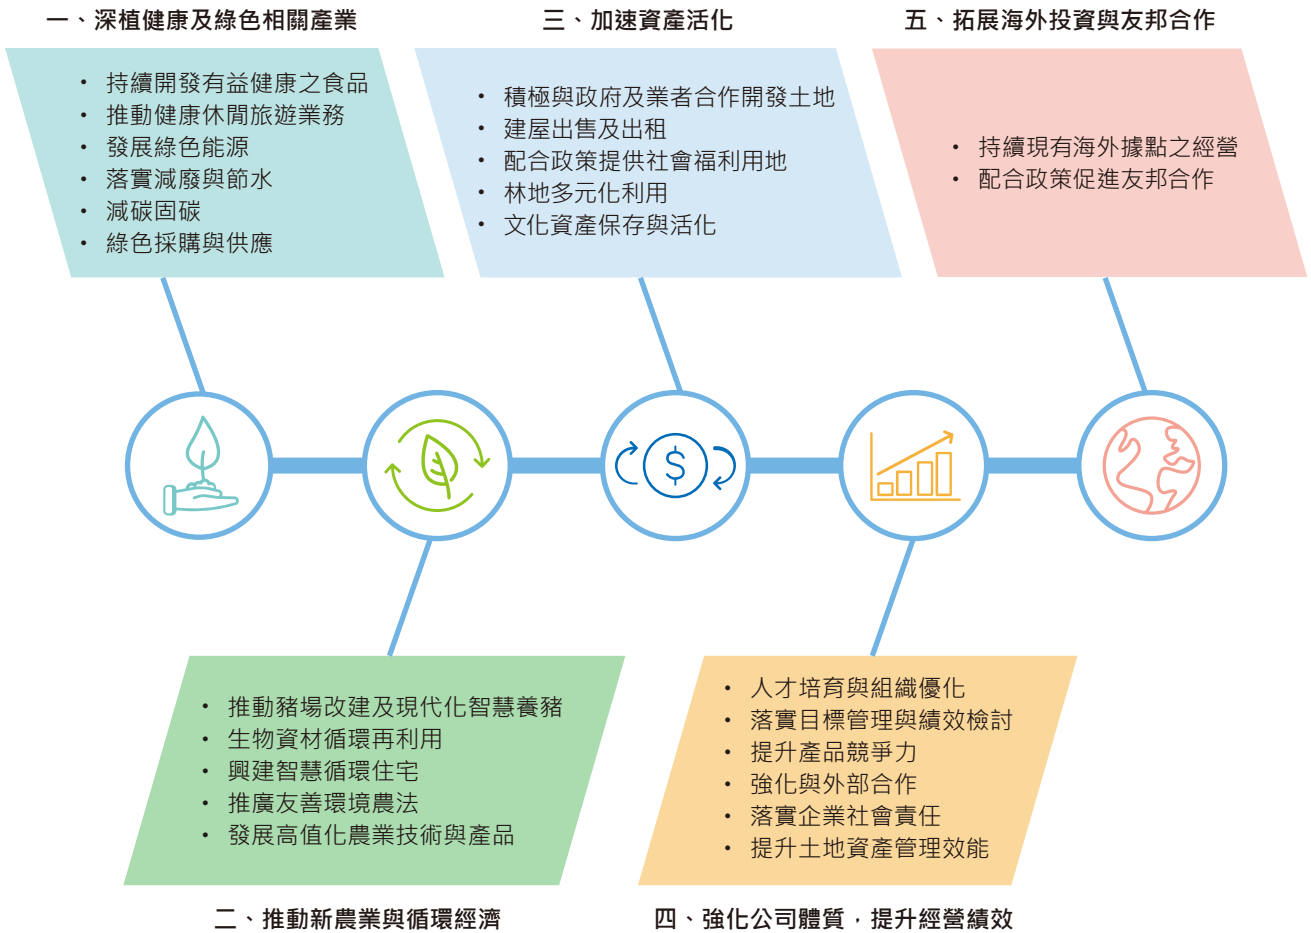 一、深植健康及綠色相關產業
• 持續開發有益健康之食品
• 推動健康休閒旅遊業務
• 發展綠色能源
• 落實減廢與節水
• 減碳固碳
• 綠色採購與供應
三、加速資產活化
• 積極與政府及業者合作開發土地
• 建屋出售及出租
• 配合政策提供社會福利用地
• 林地多元化利用
• 文化資產保存與活化
五、拓展海外投資與友邦合作
• 持續現有海外據點之經營
• 配合政策促進友邦合作
$
• 推動豬場改建及現代化智慧養豬
• 生物資材循環再利用
• 興建智慧循環住宅
• 推廣友善環境農法
• 發展高值化農業技術與產品
二、推動新農業與循環經濟
• 人才培育與組織優化
• 落實目標管理與績效檢討
• 提升產品競爭力
• 強化與外部合作
• 落實企業社會責任
• 提升土地資產管理效能
四、強化公司體質，提升經營績效